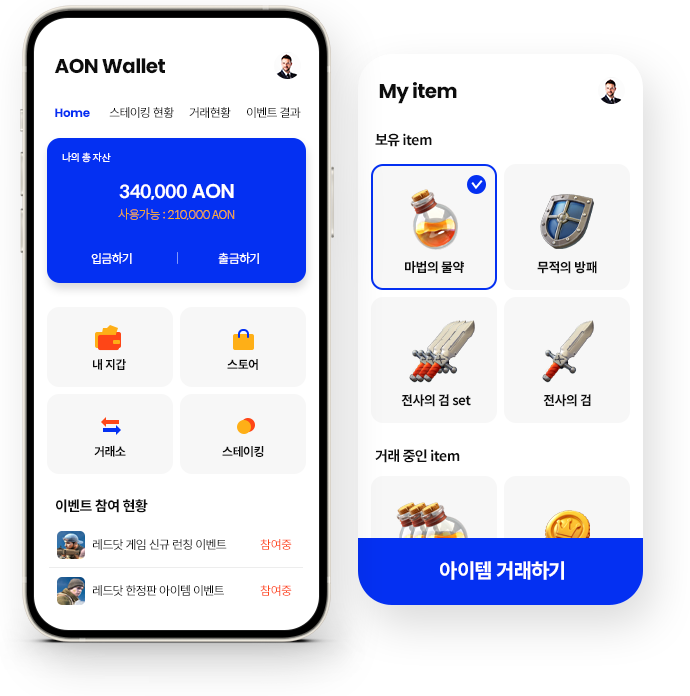 AON Wallet
Home 스테이킹 현황 거래현황 이벤트 결과
나의 총 자산
340,000 AON
사용가능 : 210,000 AON
입금하기 출금하기
내 지갑 스토어
거래소 스테이킹
이벤트 참여 현황
레드닷 게임 신규 런칭 이벤트 참여중
레드닷 한정판 아이템 이벤트 참여중
My item
보유 item
마법의 물약 무적의 방패
전사의 검 set 전사의 검
거래 중인 item
아이템 거래하기